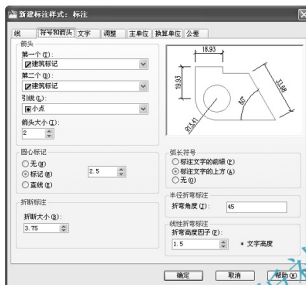 新建标注样式: 标注
线 符号和箭头 文字 调整 主单位 换算单位 公差
箭头
第一个(T):
建筑标记
第二个(D):
建筑标记
引线(L):
小点
箭头大小(I):
2
18.93
19.93
60°
圆心标记
无(N)
标记(M)
直线(E)
2.5
弧长符号
标注文字的前缀(P)
标注文字的上方(A)
无(O)
折断标注
折断大小(B):
3.75
半径折弯标注
折弯角度(J): 45
线性折弯标注
折弯高度因子(F):
1.5 * 文字高度
确定 取消 帮助(H)